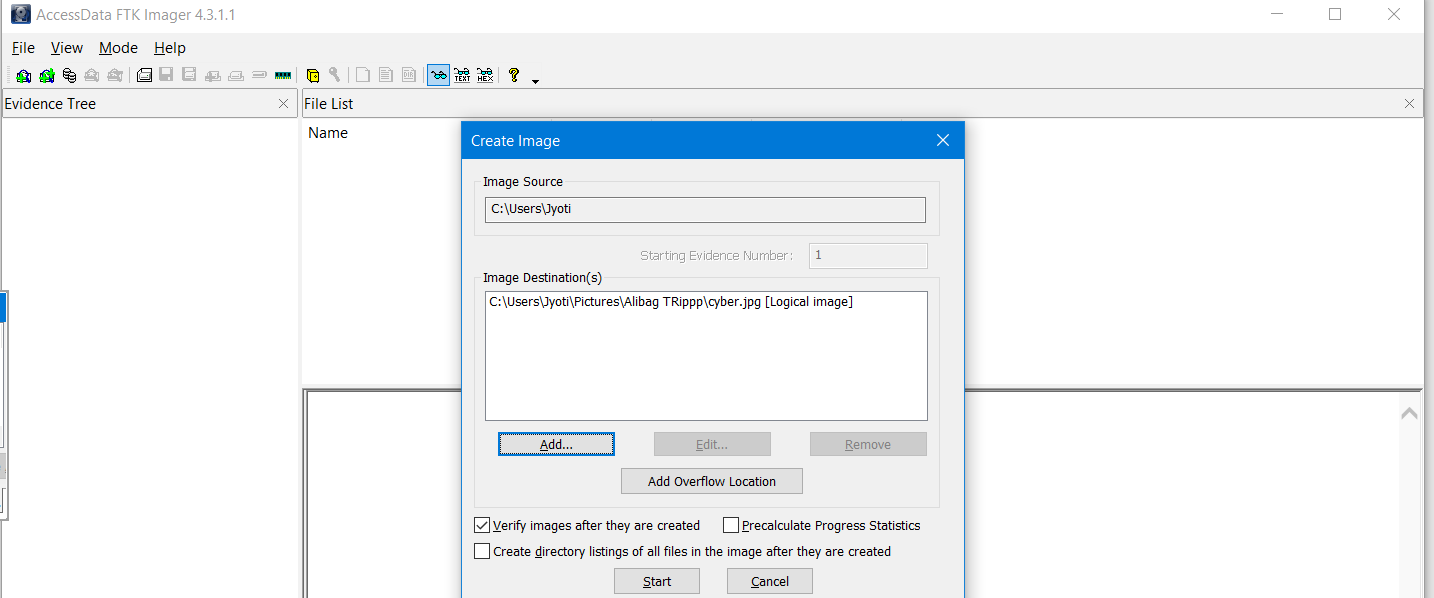 AccessData FTK Imager 4.3.1.1
File View Mode Help
TEXT HEX ?
Evidence Tree
File List
Name
Create Image
Image Source
C:\Users\Jyoti
Starting Evidence Number: 1
Image Destination(s)
C:\Users\Jyoti\Pictures\Alibag TRippp\cyber.jpg [Logical image]
Add... Edit... Remove
Add Overflow Location
Verify images after they are created Precalculate Progress Statistics
Create directory listings of all files in the image after they are created
Start Cancel